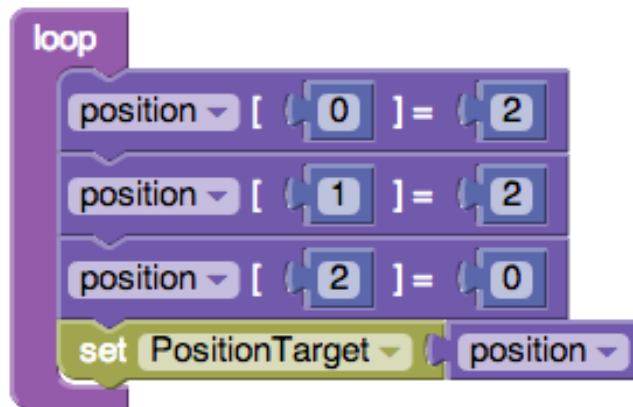 loop
position [ 0 ] = 2
position [ 1 ] = 2
position [ 2 ] = 0
set PositionTarget position